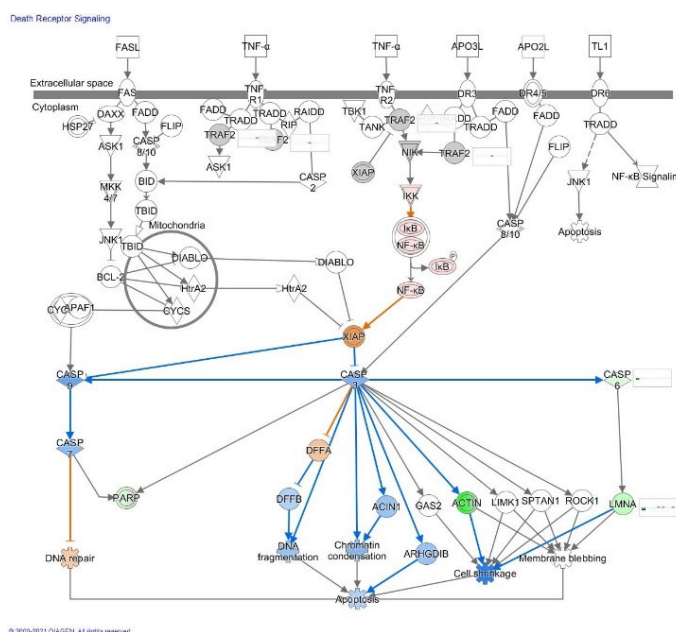 Death Receptor Signaling
FASL
TNF-α
TNF-α
APO3L
APO2L
TL1
Extracellular space
FAS
TNF
R1
TNF
R2
DR3
DR4/5
DR6
Cytoplasm
DAXX
FADD
FADD
TRADD
TRADD
RIP
RAIDD
TBK1
TANK
TRAF2
TRADD
FADD
FADD
TRADD
HSP27
ASK1
CASP
8/10
FLIP
TRAF2
ASK1
NIK
TRAF2
FLIP
XIAP
MKK
4/7
BID
CASP
2
IKK
JNK1
NF-κB Signalin
TBID
Mitochondria
IκB
NF-κB
CASP
8/10
Apoptosis
JNK1
TBID
DIABLO
DIABLO
P
IκB
BCL-2
HtrA2
HtrA2
NF-κB
CYCS
APAF1
XIAP
CASP
9
CASP
3
CASP
6
CASP
7
DFFA
PARP
DFFB
ACIN1
GAS2
ACTIN
LIMK1
SPTAN1
ROCK1
LMNA
DNA repair
DNA
fragmentation
Chromatin
condensation
ARHGDIB
Cell shrinkage
Membrane blebbing
Apoptosis
© 2000-2021 QIAGEN. All rights reserved.